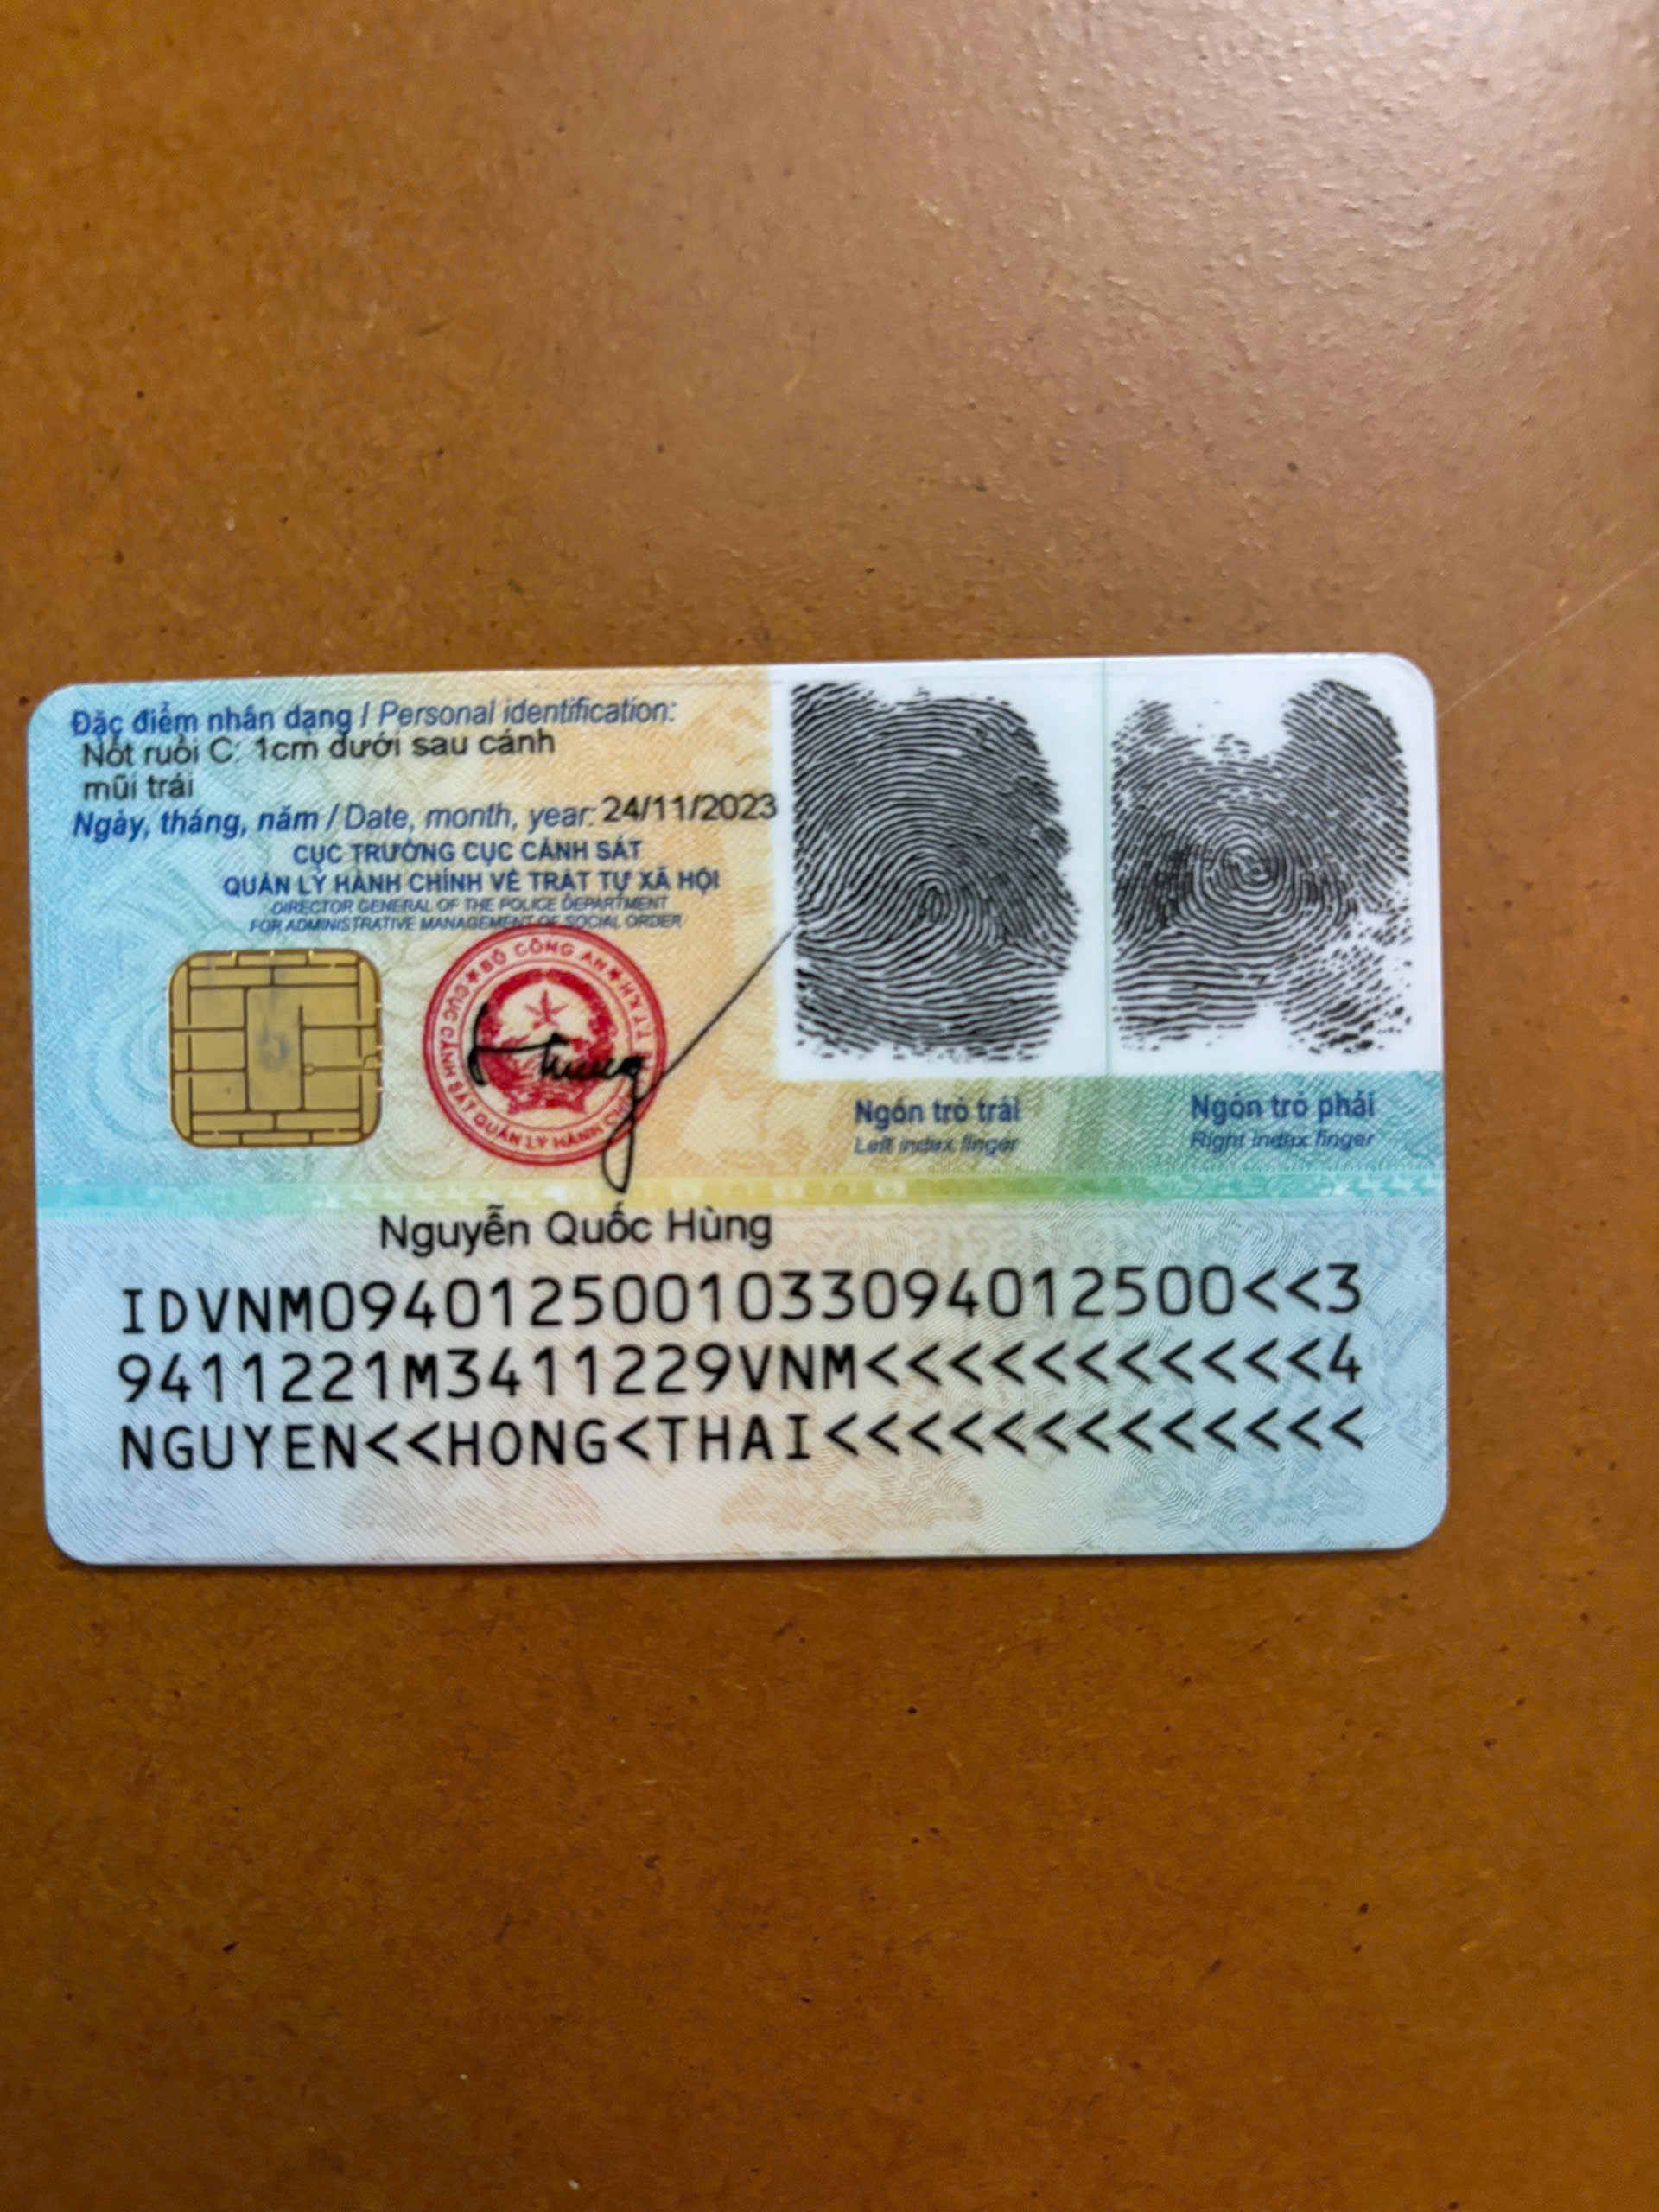 Đặc điểm nhân dạng / Personal identification:
Nốt ruồi C: 1cm dưới sau cánh
mũi trái
Ngày, tháng, năm / Date, month, year: 24/11/2023
CỤC TRƯỞNG CỤC CẢNH SÁT
QUẢN LÝ HÀNH CHÍNH VỀ TRẬT TỰ XÃ HỘI
DIRECTOR GENERAL OF THE POLICE DEPARTMENT
FOR ADMINISTRATIVE MANAGEMENT OF SOCIAL ORDER
BỘ CÔNG AN
CỤC CẢNH SÁT QUẢN LÝ HÀNH CHÍNH
Ngón trỏ trái
Left index finger
Ngón trỏ phải
Right index finger
Nguyễn Quốc Hùng
IDVNM0940125001033094012500<<3
9411221M3411229VNM<<<<<<<<<<<4
NGUYEN<<HONG<THAI<<<<<<<<<<<<<